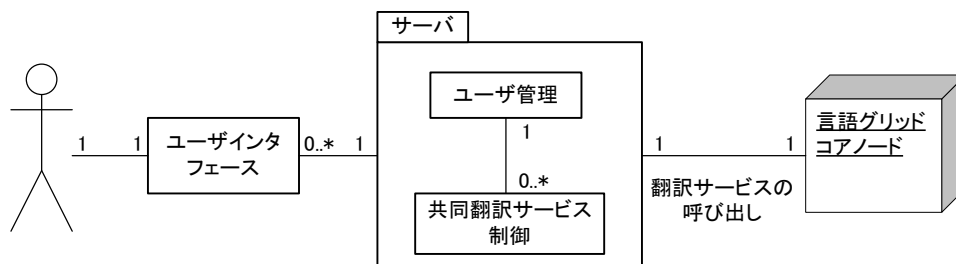 サーバ
ユーザ管理
1
0..*
共同翻訳サービス
制御
1
1
ユーザインタ
フェース
0..*
1
1
1
翻訳サービスの
呼び出し
言語グリッド
コアノード